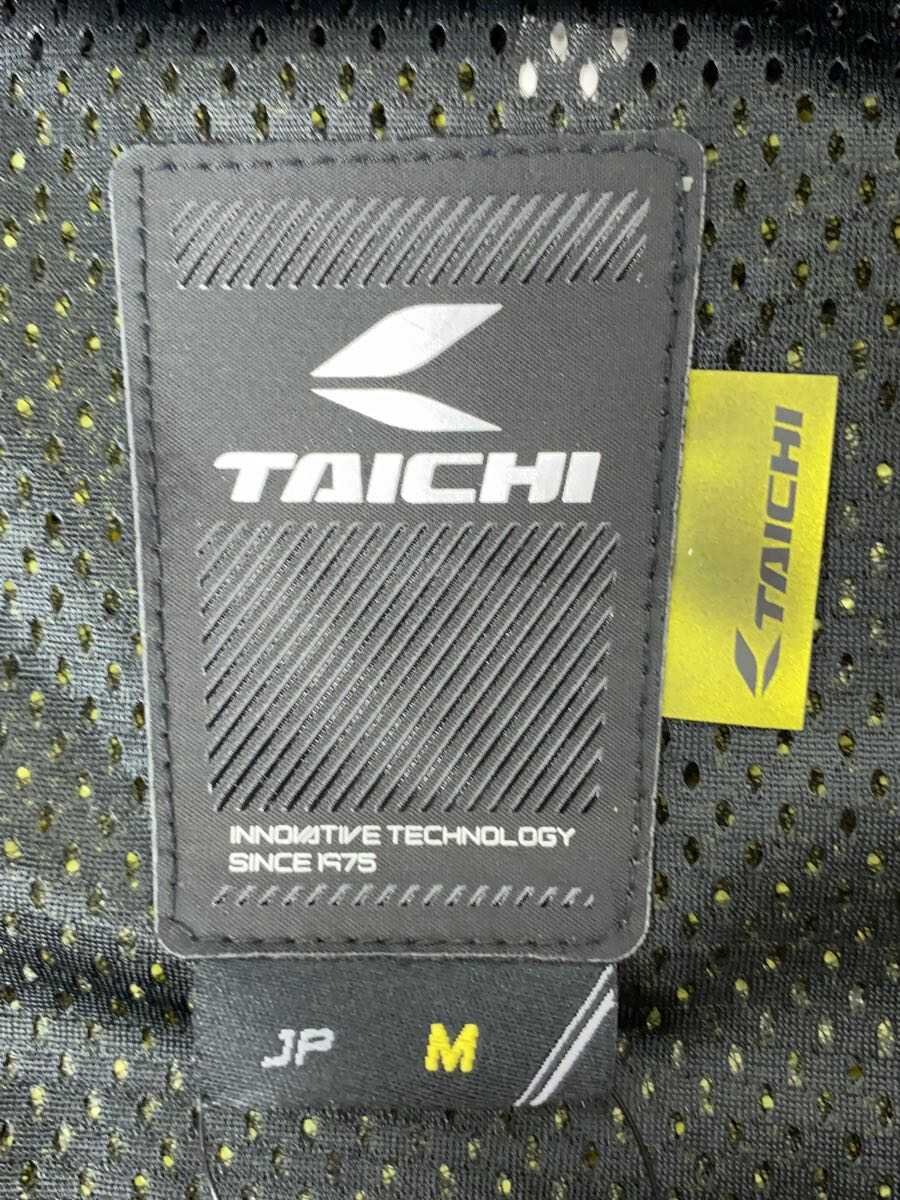 TAICHI
TAICHI
INNOVATIVE TECHNOLOGY
SINCE 1975
JP M